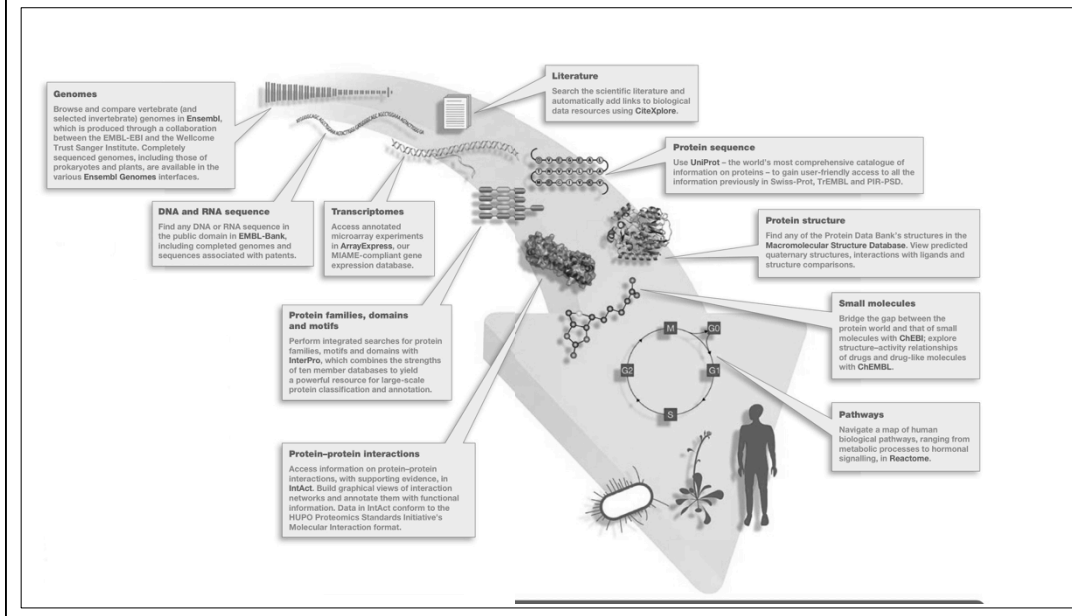 Genomes
Browse and compare vertebrate (and
selected invertebrate) genomes in Ensembl,
which is produced through a collaboration
between the EMBL-EBI and the Wellcome
Trust Sanger Institute. Completely
sequenced genomes, including those of
prokaryotes and plants, are available in the
various Ensembl Genomes interfaces.
Literature
Search the scientific literature and
automatically add links to biological
data resources using CiteXplore.
Protein sequence
Use UniProt – the world's most comprehensive catalogue of
information on proteins – to gain user-friendly access to all the
information previously in Swiss-Prot, TrEMBL and PIR-PSD.
DNA and RNA sequence
Find any DNA or RNA sequence in
the public domain in EMBL-Bank,
including completed genomes and
sequences associated with patents.
Transcriptomes
Access annotated
microarray experiments
in ArrayExpress, our
MIAME-compliant gene
expression database.
Protein structure
Find any of the Protein Data Bank's structures in the
Macromolecular Structure Database. View predicted
quaternary structures, interactions with ligands and
structure comparisons.
Protein families, domains
and motifs
Perform integrated searches for protein
families, motifs and domains with
InterPro, which combines the strengths
of ten member databases to yield
a powerful resource for large-scale
protein classification and annotation.
Small molecules
Bridge the gap between the
protein world and that of small
molecules with ChEBI; explore
structure–activity relationships
of drugs and drug-like molecules
with ChEMBL.
M
G0
G2
G1
S
Pathways
Navigate a map of human
biological pathways, ranging from
metabolic processes to hormonal
signalling, in Reactome.
Protein–protein interactions
Access information on protein–protein
interactions, with supporting evidence, in
IntAct. Build graphical views of interaction
networks and annotate them with functional
information. Data in IntAct conform to the
HUPO Proteomics Standards Initiative's
Molecular Interaction format.